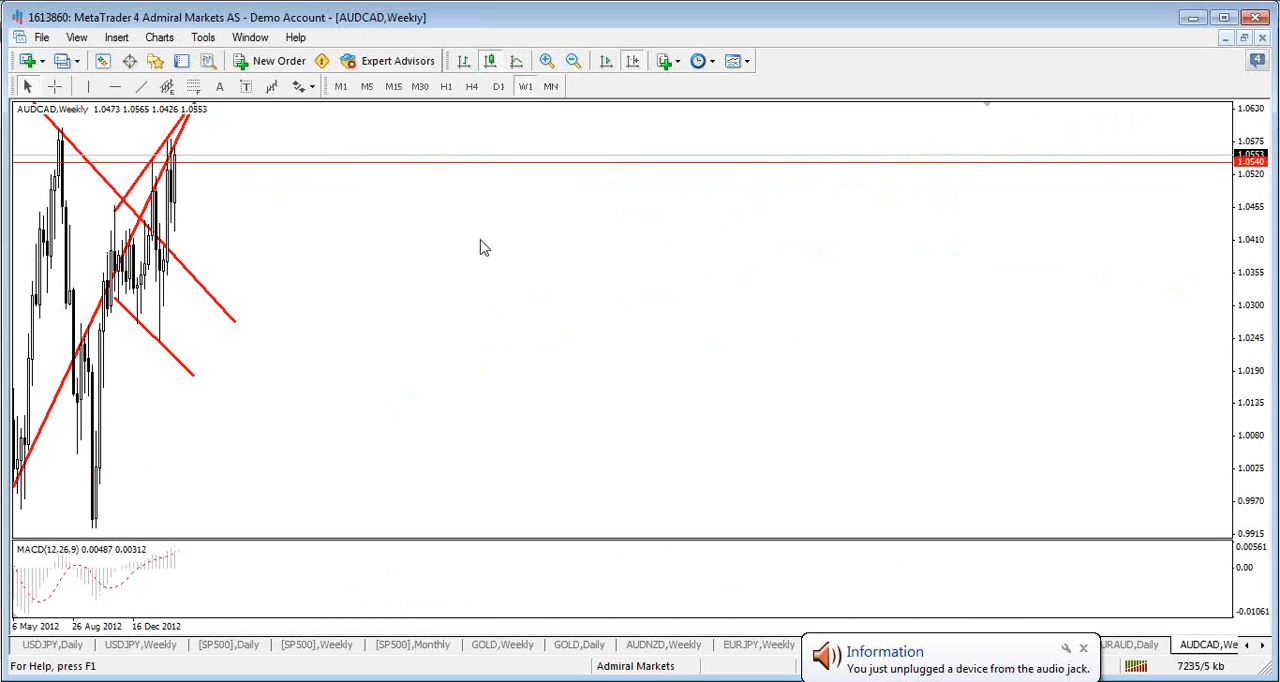 1613860: MetaTrader 4 Admiral Markets AS - Demo Account - [AUDCAD,Weekly]
File View Insert Charts Tools Window Help
New Order Expert Advisors 4
A T M1 M5 M15 M30 H1 H4 D1 W1 MN
AUDCAD,Weekly 1.0473 1.0565 1.0426 1.0553
1.0630
1.0575
1.0553
1.0540
1.0520
1.0455
1.0410
1.0355
1.0300
1.0245
1.0190
1.0135
1.0080
1.0025
0.9970
0.9915
MACD(12,26,9) 0.00487 0.00312
0.00561
0.00
-0.01061
6 May 2012 26 Aug 2012 16 Dec 2012
USDJPY,Daily USDJPY,Weekly [SP500],Daily [SP500],Weekly [SP500],Monthly GOLD,Weekly GOLD,Daily AUDNZD,Weekly EURJPY,Weekly URAUD,Daily AUDCAD,We
Information
You just unplugged a device from the audio jack.
For Help, press F1 Admiral Markets 7235/5 kb